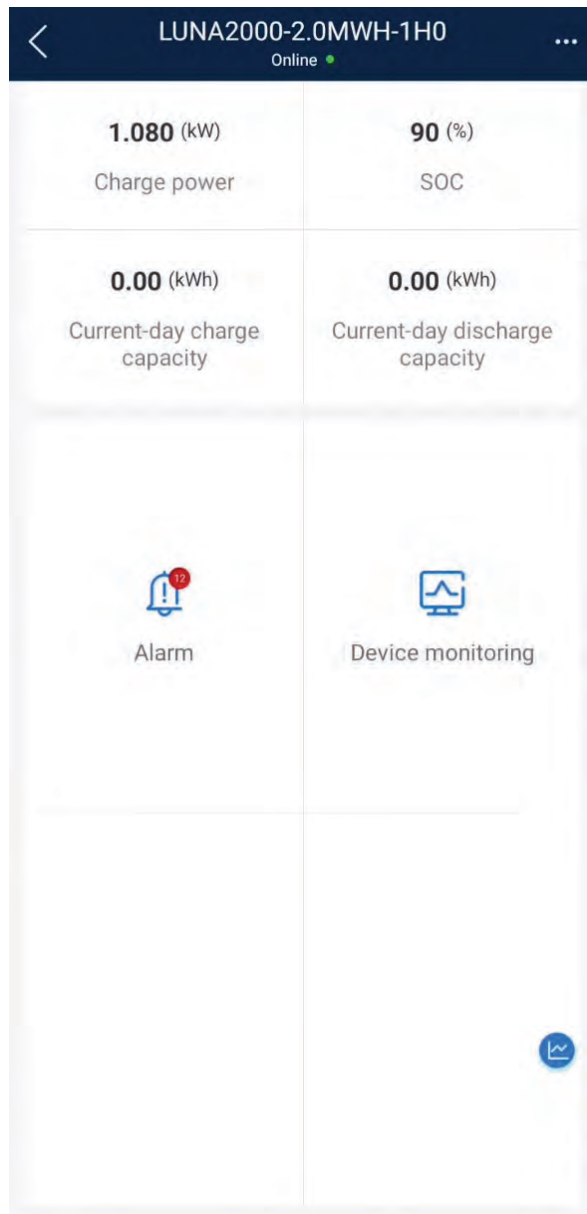 LUNA2000-2.0MWH-1H0
Online
1.080 (kW)
Charge power
90 (%)
SOC
0.00 (kWh)
Current-day charge
capacity
0.00 (kWh)
Current-day discharge
capacity
12
Alarm
Device monitoring